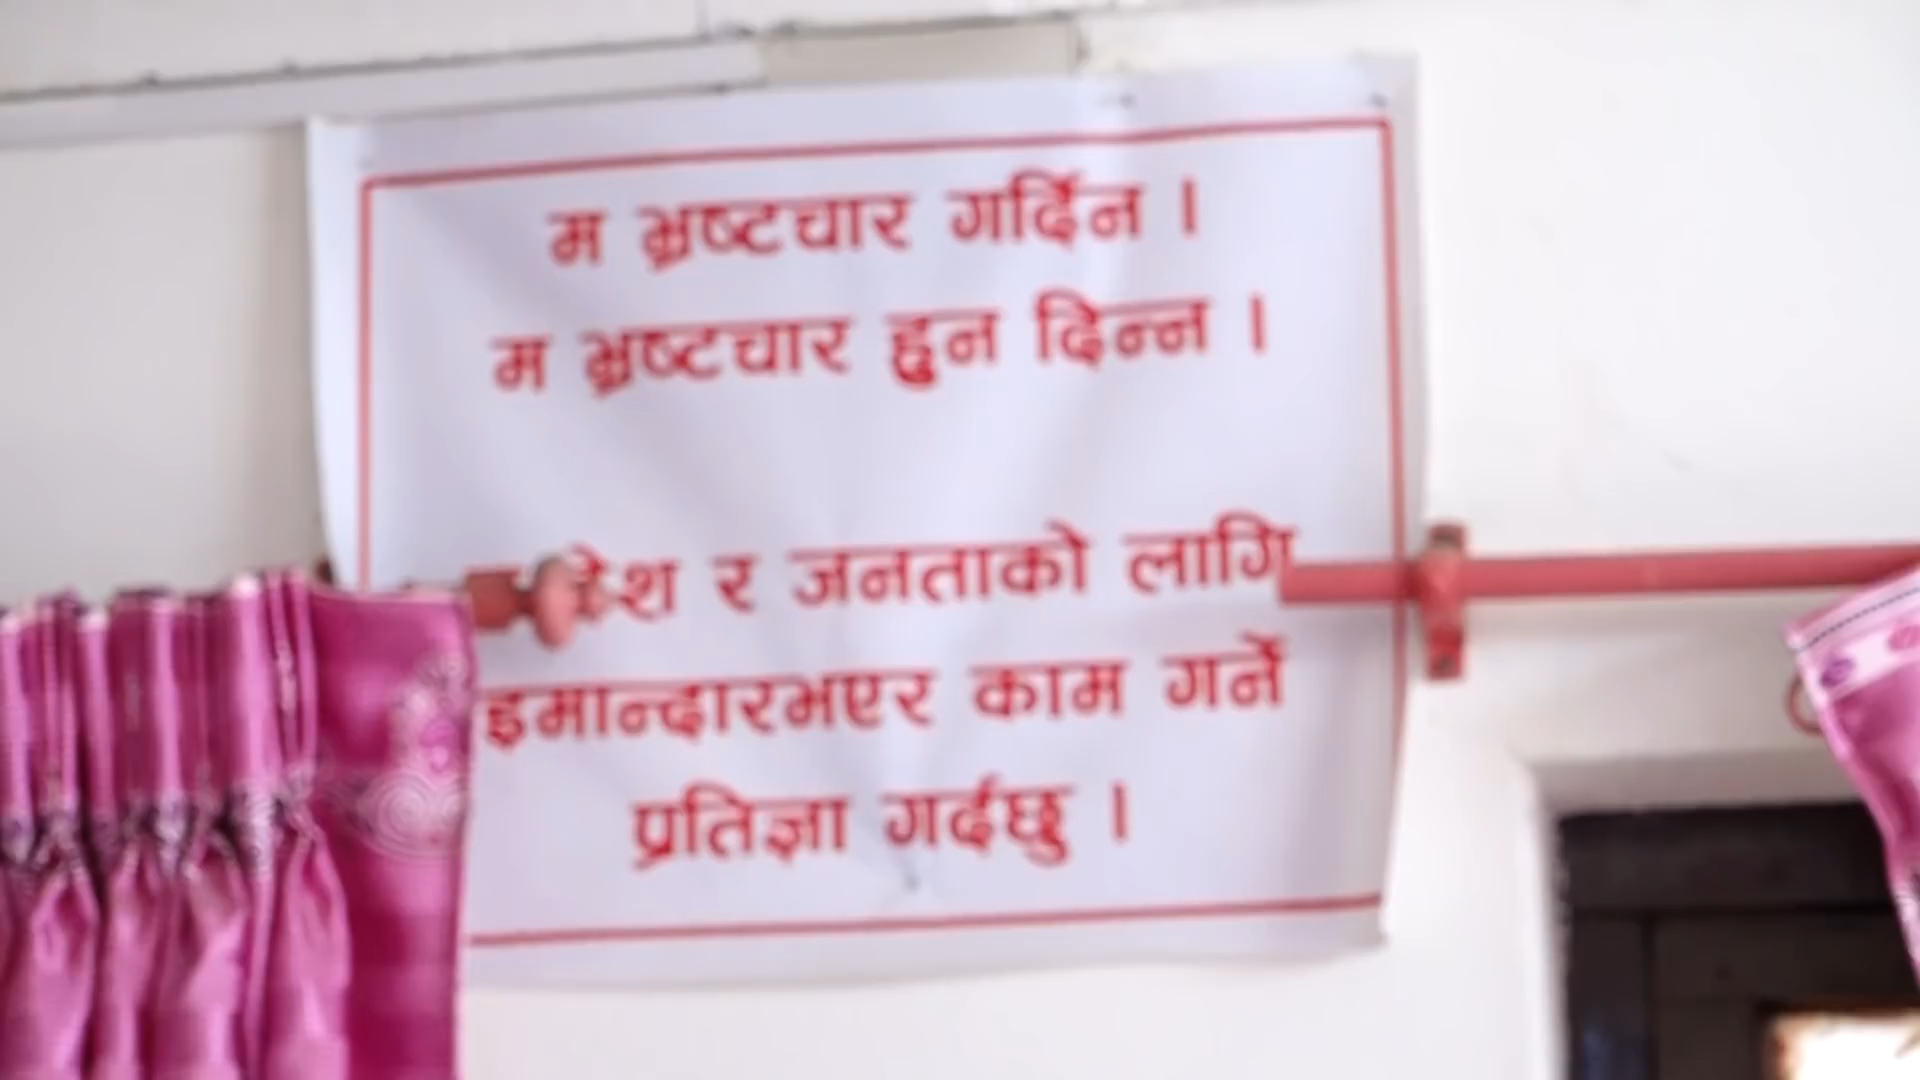 म भ्रष्टचार गर्दिन ।
म भ्रष्टचार हुन दिन्न ।
र जनताको लागि
इमान्दारभएर काम गर्ने
प्रतिज्ञा गर्दछु ।